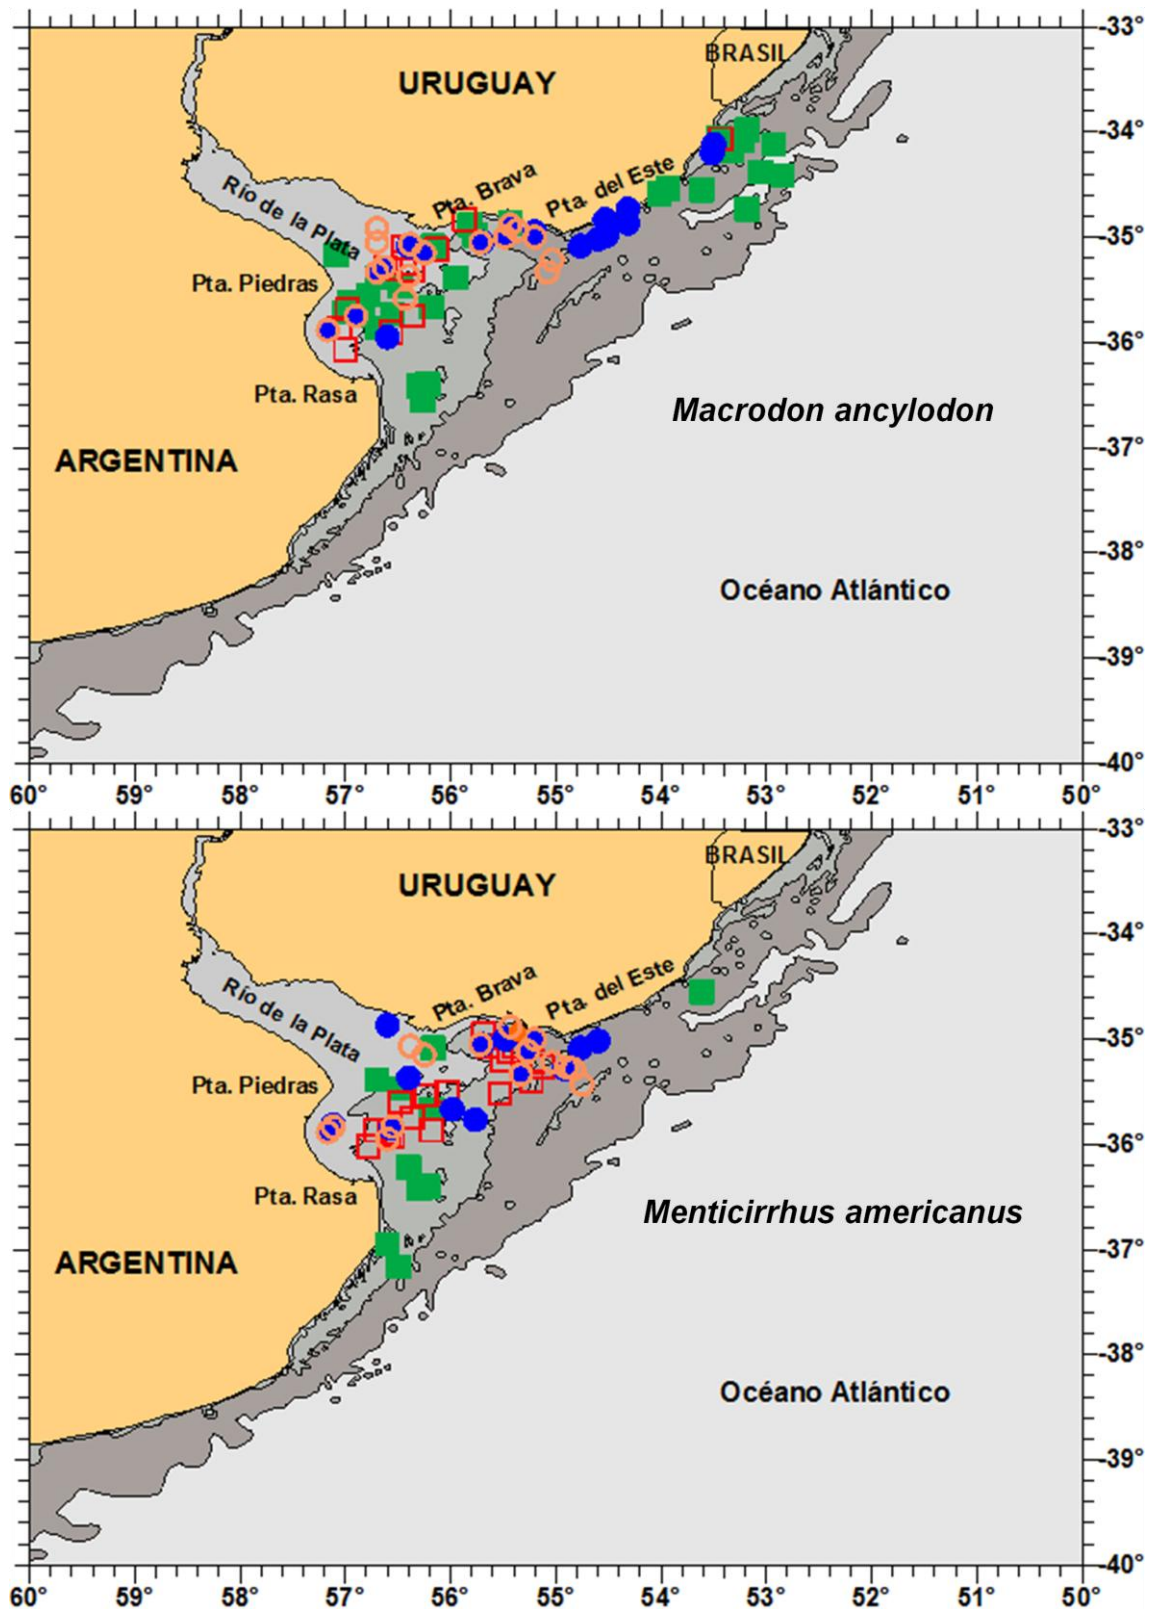 BRASIL
-33°
URUGUAY
-34°
Río de la Plata
Pta. Brava
Pta. del Este
-35°
Pta. Piedras
-36°
Pta. Rasa
Macrodon ancylodon
ARGENTINA
-37°
-38°
Océano Atlántico
-39°
-40°
60° 59° 58° 57° 56° 55° 54° 53° 52° 51° 50°
-33°
BRASIL
URUGUAY
-34°
Río de la Plata
Pta. Brava
Pta. del Este
-35°
Pta. Piedras
-36°
Pta. Rasa
Menticirrhus americanus
ARGENTINA
-37°
-38°
Océano Atlántico
-39°
-40°
60° 59° 58° 57° 56° 55° 54° 53° 52° 51° 50°